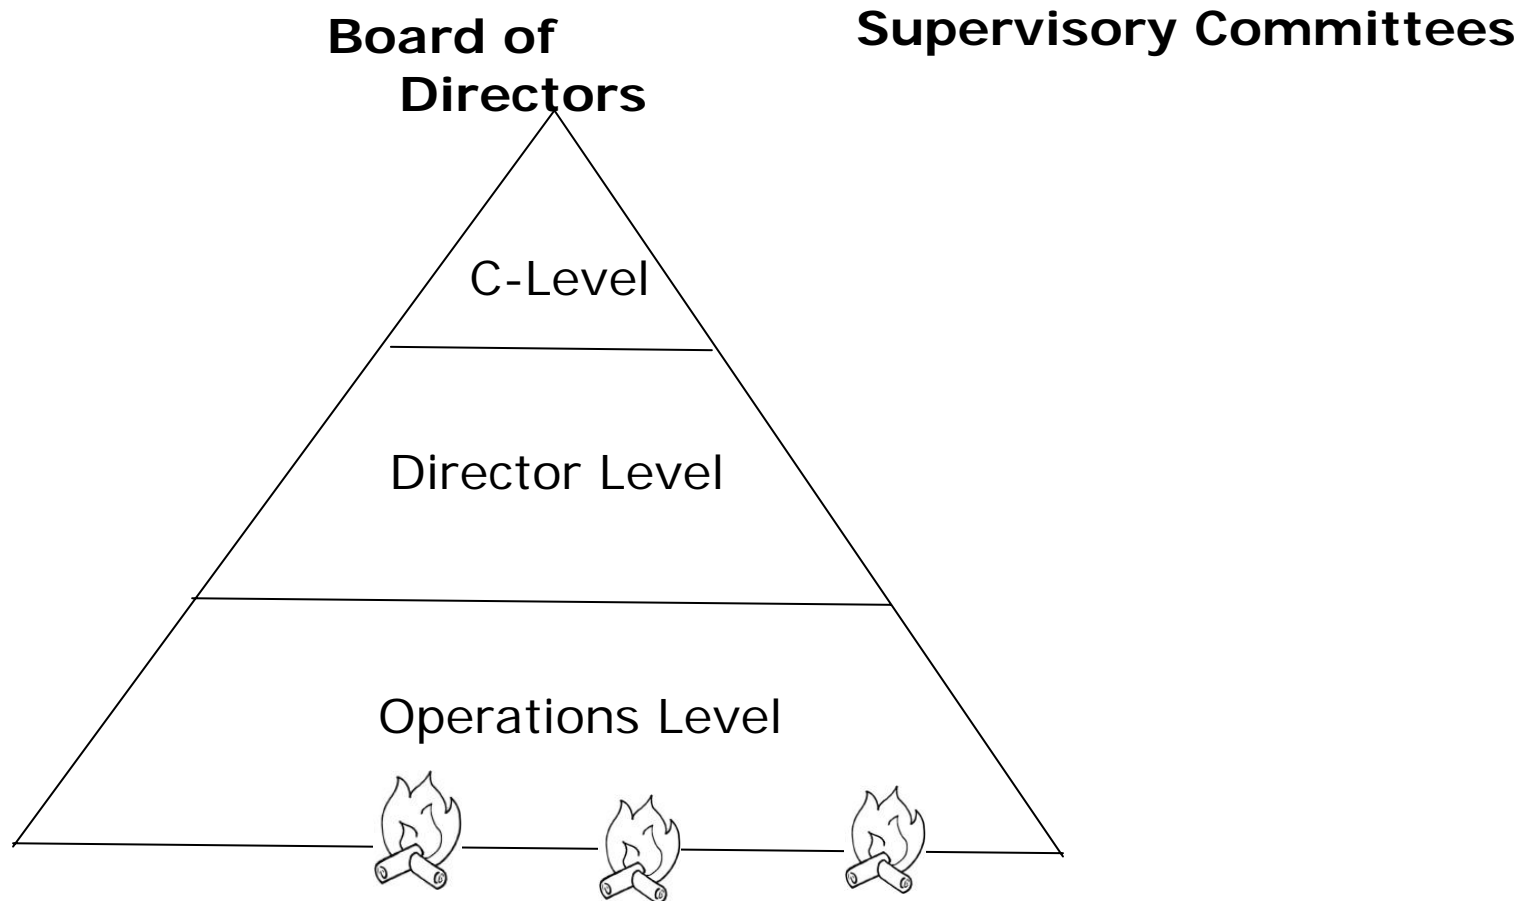 Board of
Directors
Supervisory Committees
C-Level
Director Level
Operations Level